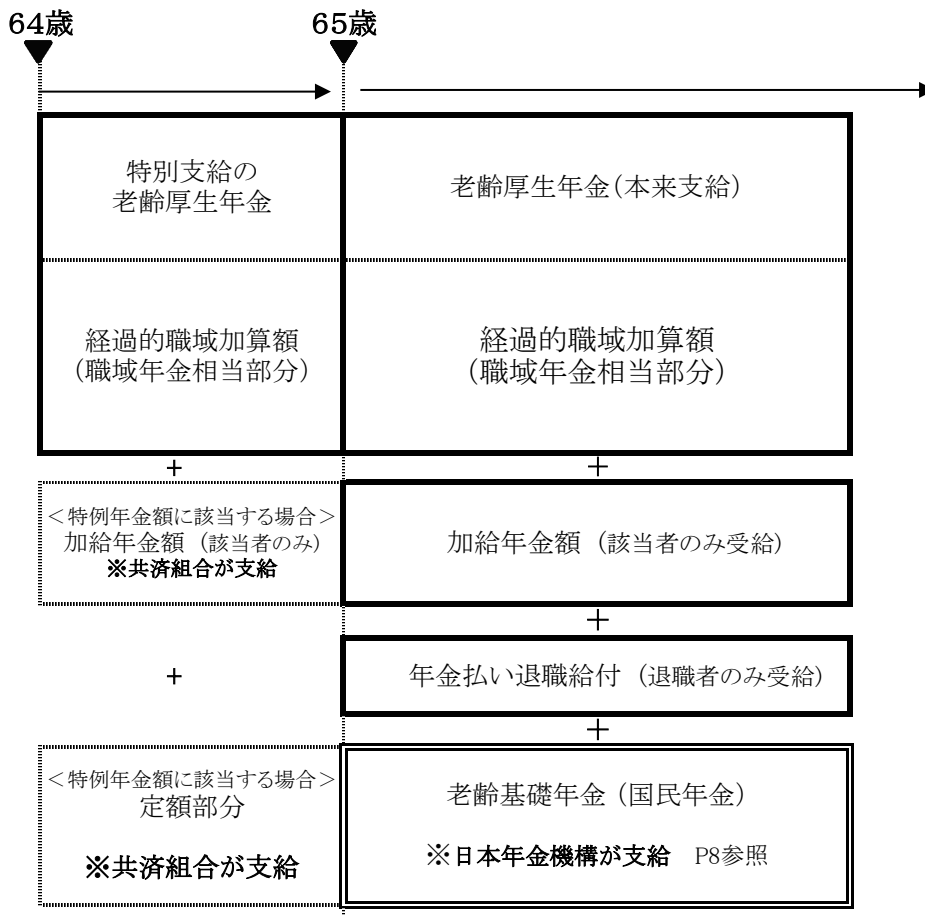 64歳
65歳
特別支給の
老齢厚生年金
老齢厚生年金(本来支給)
経過的職域加算額
(職域年金相当部分)
経過的職域加算額
(職域年金相当部分)
+
+
<特例年金額に該当する場合>
加給年金額 (該当者のみ)
※共済組合が支給
加給年金額 (該当者のみ受給)
+
+
年金払い退職給付 (退職者のみ受給)
+
<特例年金額に該当する場合>
定額部分
※共済組合が支給
老齢基礎年金 (国民年金)
※日本年金機構が支給 P8参照